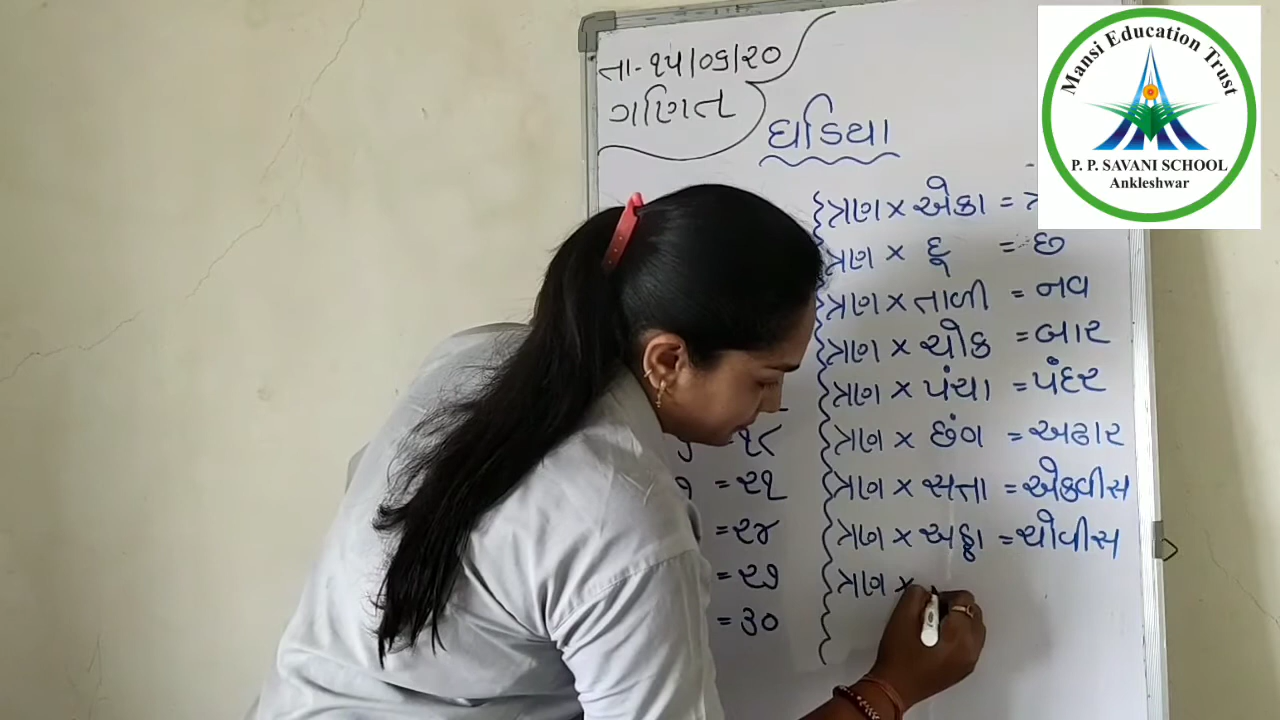 તા-૧૫/૦૬/૨૦
ગણિત
ઘડિયા
ત્રણ × એકા =
ત્રણ × દૂ = છ
ત્રણ × તાળી = નવ
ત્રણ × ચોક = બાર
ત્રણ × પંચા = પંદર
ત્રણ × છંગ = અઢાર
ત્રણ × સત્તા = એકવીસ
ત્રણ × અઠ્ઠા = ચોવીસ
ત્રણ ×
= ૧૮
= ૨૧
= ૨૪
= ૨૭
= ૩૦
Mansi Education Trust
P. P. SAVANI SCHOOL
Ankleshwar